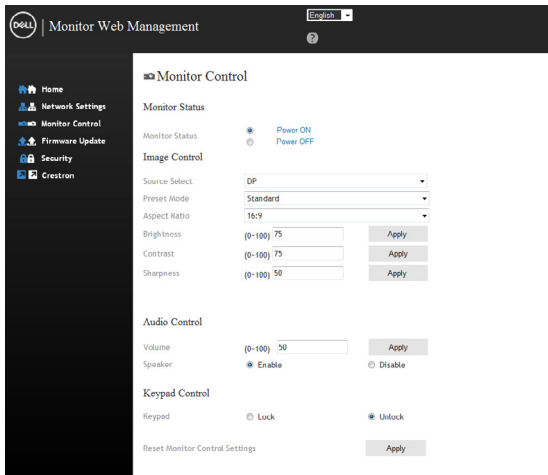 DELL
Monitor Web Management
English
?
Home
Network Settings
Monitor Control
Firmware Update
Security
Crestron
Monitor Control
Monitor Status
Monitor Status
Power ON
Power OFF
Image Control
Source Select DP
Preset Mode Standard
Aspect Ratio 16:9
Brightness (0~100) 75 Apply
Contrast (0~100) 75 Apply
Sharpness (0~100) 50 Apply
Audio Control
Volume (0~100) 50 Apply
Speaker Enable Disable
Keypad Control
Keypad Lock Unlock
Reset Monitor Control Settings Apply